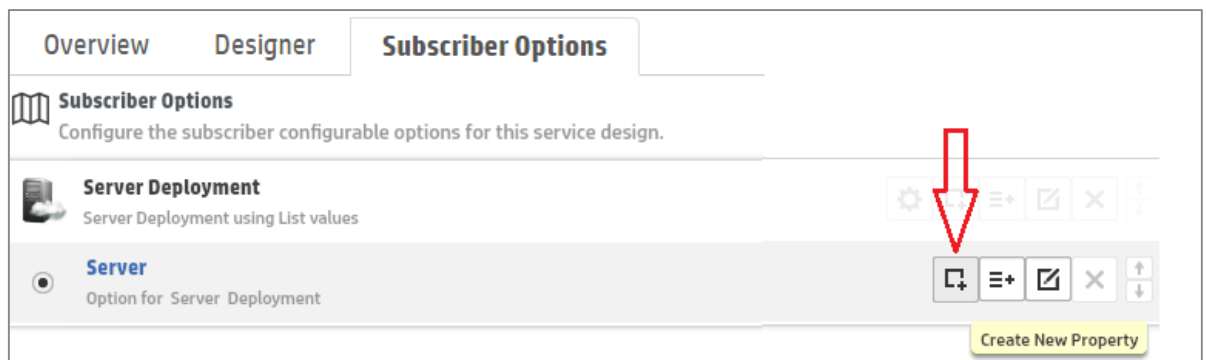 Overview Designer Subscriber Options
Subscriber Options
Configure the subscriber configurable options for this service design.
Server Deployment
Server Deployment using List values
Server
Option for Server Deployment
Create New Property